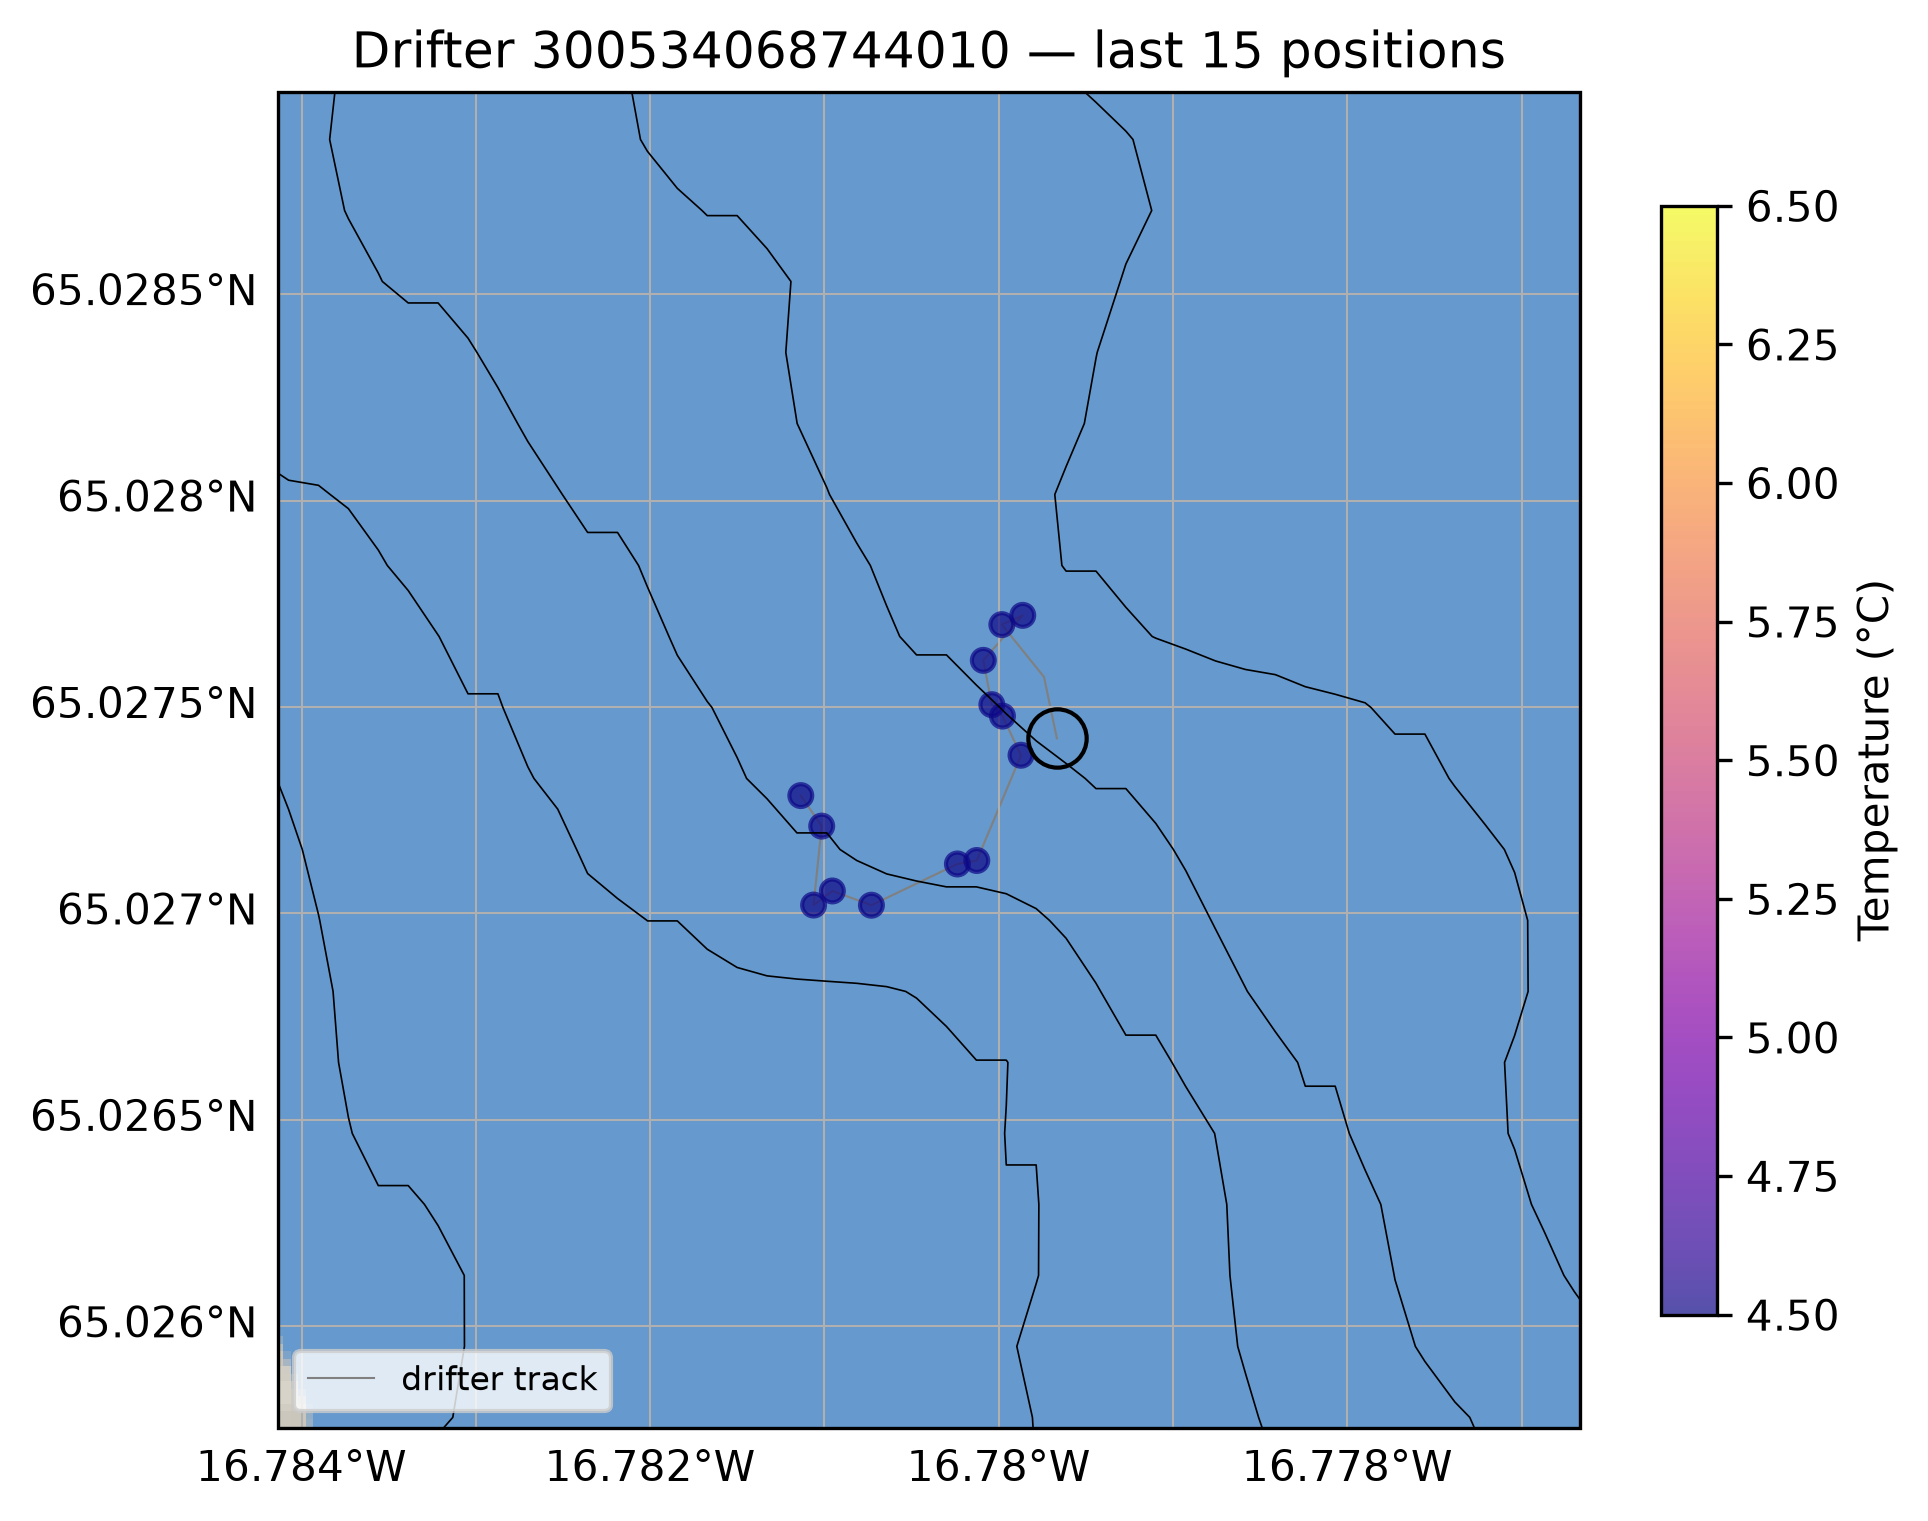 Drifter 300534068744010 — last 15 positions
65.0285°N
65.028°N
65.0275°N
65.027°N
65.0265°N
65.026°N
16.784°W
16.782°W
16.78°W
16.778°W
drifter track
6.50
6.25
6.00
5.75
5.50
5.25
5.00
4.75
4.50
Temperature (°C)